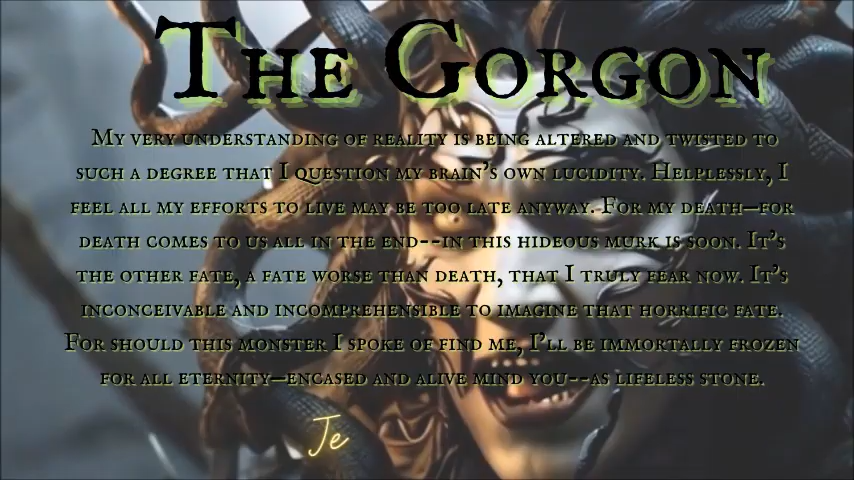 The Gorgon
My very understanding of reality is being altered and twisted to
such a degree that I question my brain's own lucidity. Helplessly, I
feel all my efforts to live may be too late anyway. For my death—for
death comes to us all in the end--in this hideous murk is soon. It's
the other fate, a fate worse than death, that I truly fear now. It's
inconceivable and incomprehensible to imagine that horrific fate.
For should this monster I spoke of find me, I'll be immortally frozen
for all eternity—encased and alive mind you--as lifeless stone.
Je